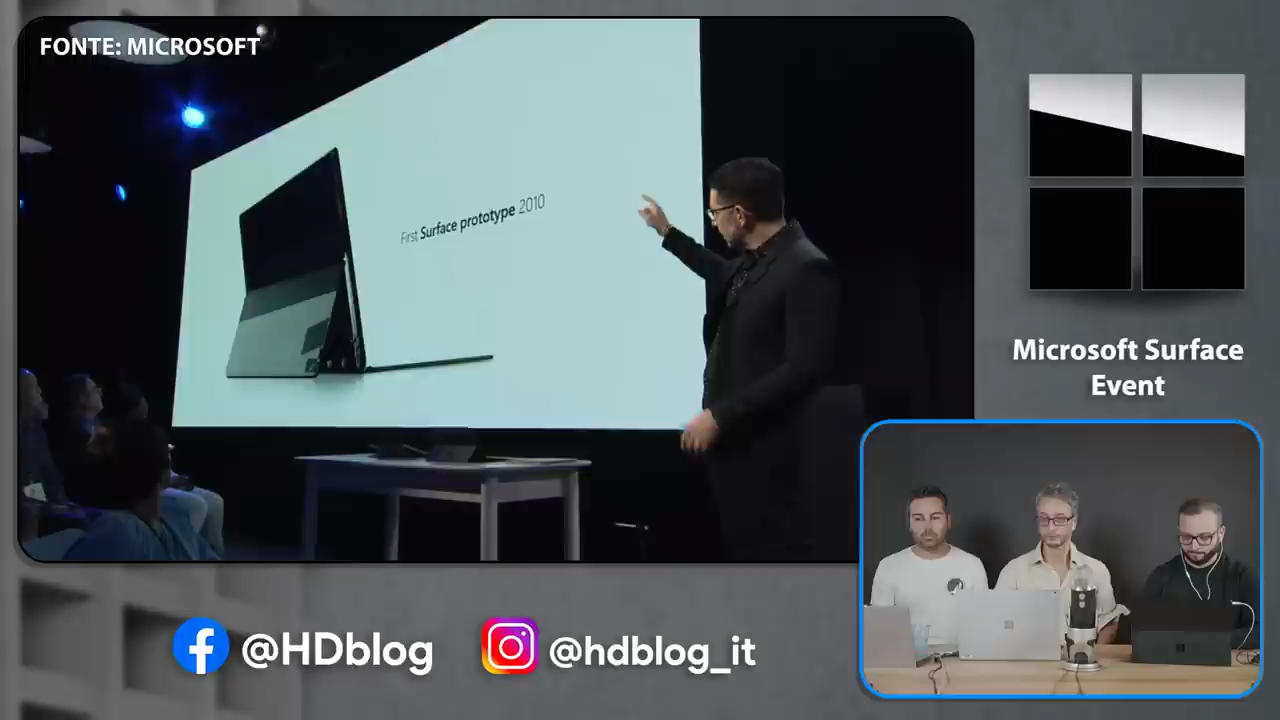 FONTE: MICROSOFT
First Surface prototype 2010
Microsoft Surface
Event
@HDblog
@hdblog_it